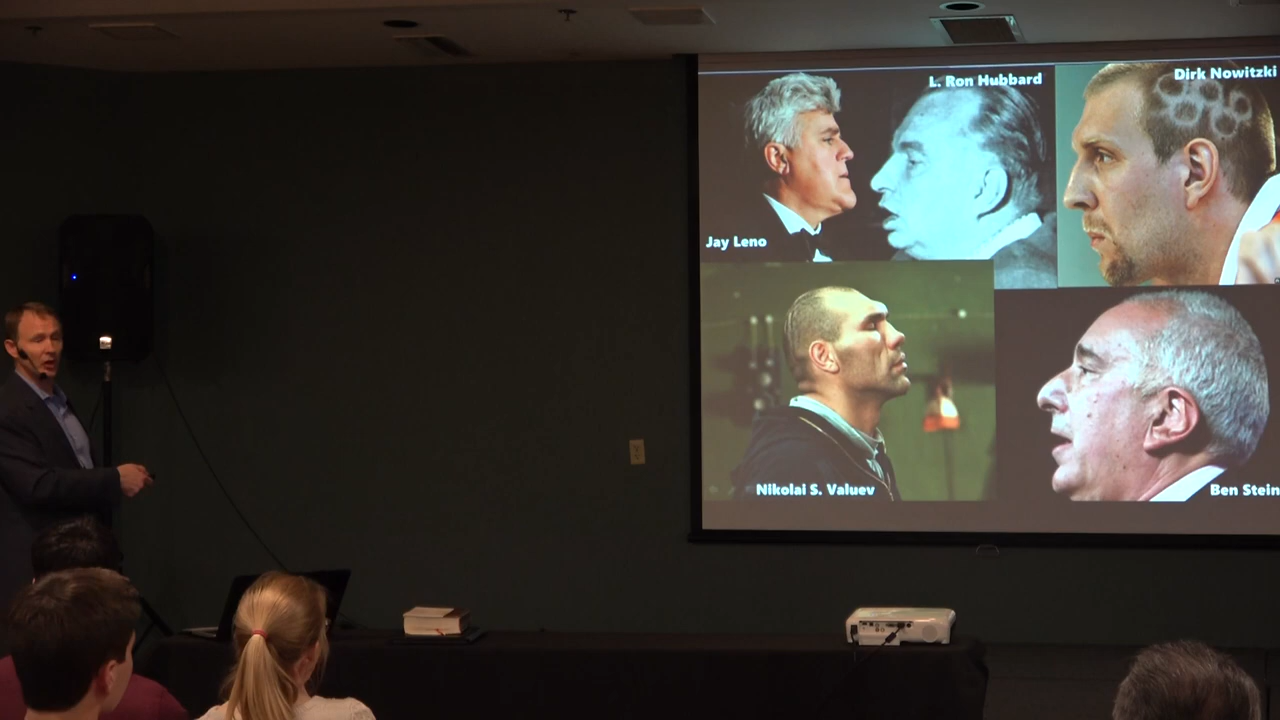 L. Ron Hubbard
Dirk Nowitzki
Jay Leno
Nikolai S. Valuev
Ben Stein